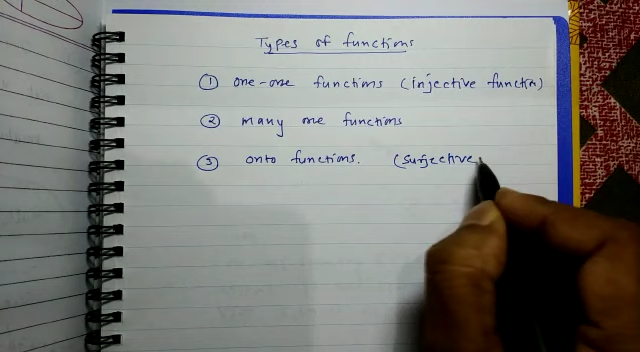 Types of functions
① one-one functions (injective function)
② many one functions
③ onto functions. (surjective